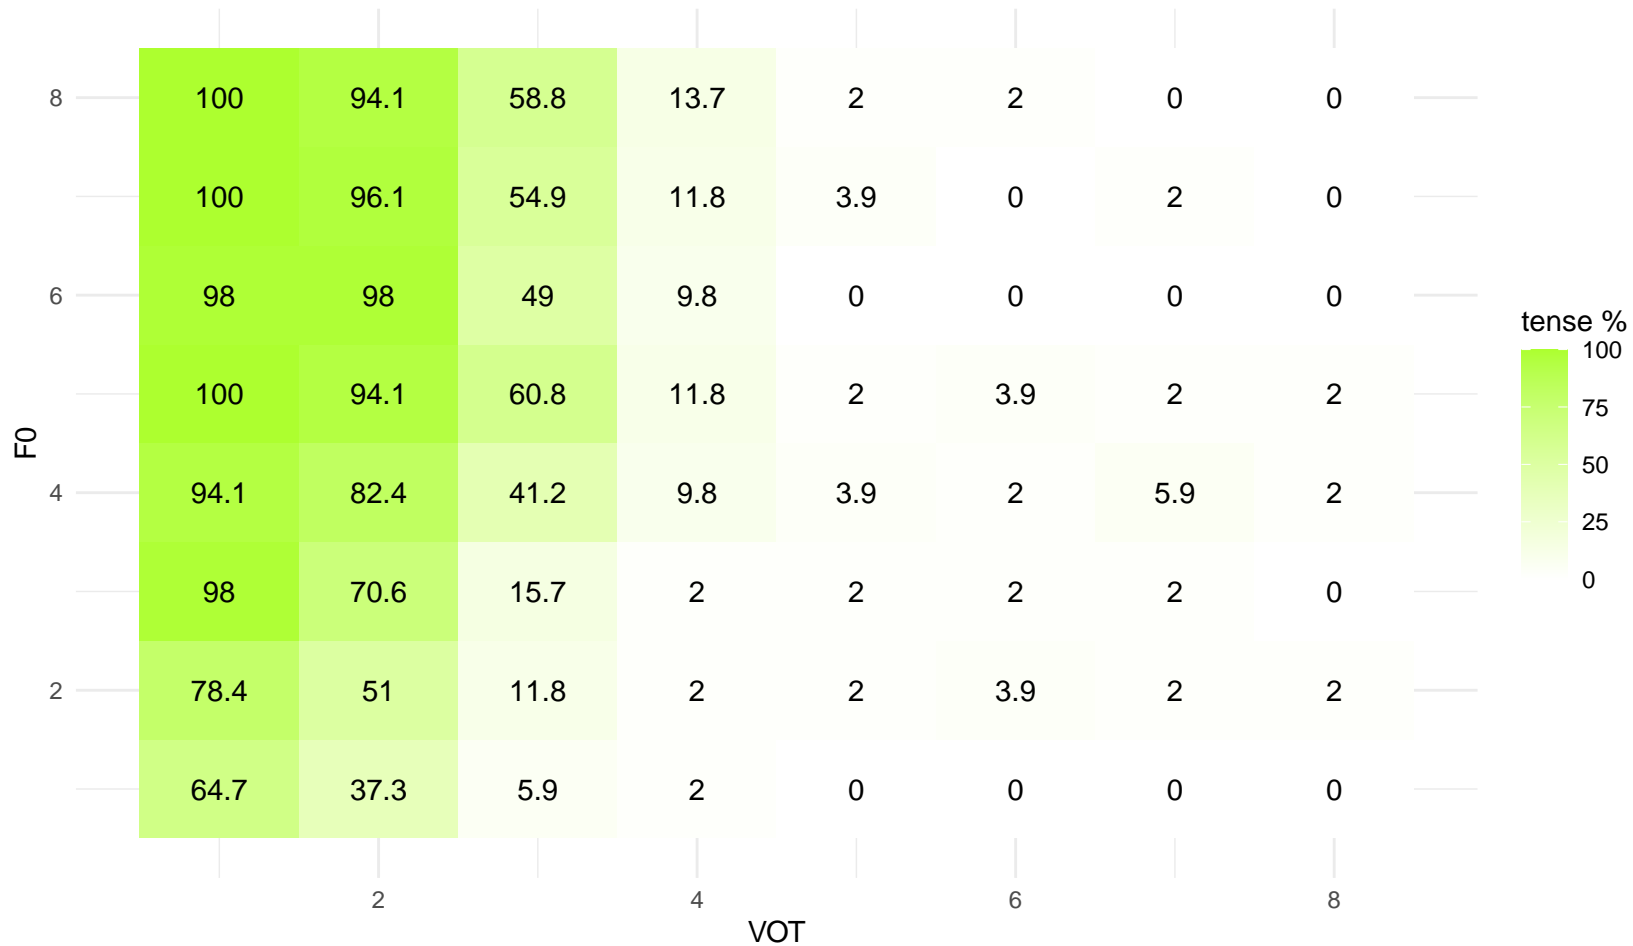 8 100 94.1 58.8 13.7 2 2 0 0
100 96.1 54.9 11.8 3.9 0 2 0
6 98 98 49 9.8 0 0 0 0
100 94.1 60.8 11.8 2 3.9 2 2
4 94.1 82.4 41.2 9.8 3.9 2 5.9 2
98 70.6 15.7 2 2 2 2 0
2 78.4 51 11.8 2 2 3.9 2 2
64.7 37.3 5.9 2 0 0 0 0
2 4 6 8
VOT
F0
tense %
100
75
50
25
0